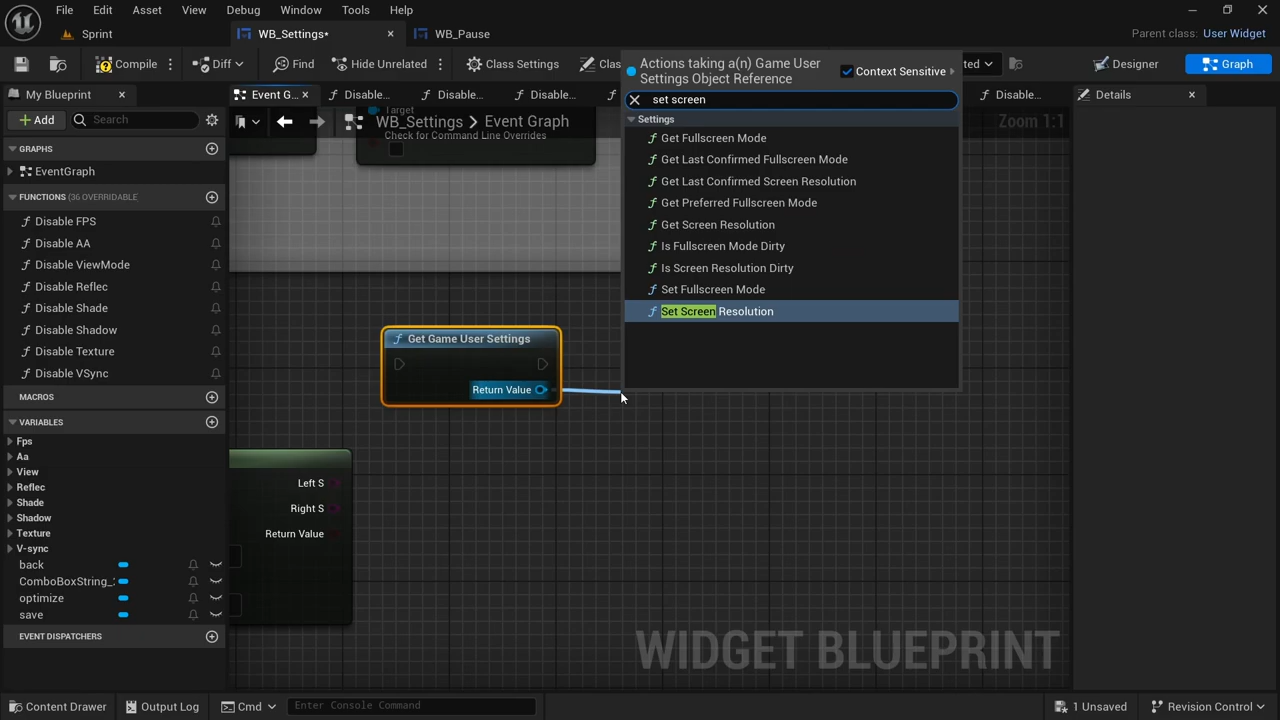 File Edit Asset View Debug Window Tools Help
Sprint
WB_Settings*
WB_Pause
Parent class: User Widget
Compile
Diff
Find
Hide Unrelated
Class Settings
Clas
ted
Designer
Graph
My Blueprint
Event G...
Disable...
Disable...
Disable...
Disable...
Details
Add
Search
WB_Settings > Event Graph
Zoom 1:1
GRAPHS
EventGraph
FUNCTIONS (36 OVERRIDABLE
Disable FPS
Disable AA
Disable ViewMode
Disable Reflec
Disable Shade
Disable Shadow
Disable Texture
Disable VSync
MACROS
VARIABLES
Fps
Aa
View
Reflec
Shade
Shadow
Texture
V-sync
back
ComboBoxString_
optimize
save
EVENT DISPATCHERS
Target
Check for Command Line Overrides
Get Game User Settings
Return Value
Left S
Right S
Return Value
Actions taking a(n) Game User
Settings Object Reference
Context Sensitive
set screen
Settings
Get Fullscreen Mode
Get Last Confirmed Fullscreen Mode
Get Last Confirmed Screen Resolution
Get Preferred Fullscreen Mode
Get Screen Resolution
Is Fullscreen Mode Dirty
Is Screen Resolution Dirty
Set Fullscreen Mode
Set Screen Resolution
WIDGET BLUEPRINT
Content Drawer
Output Log
Cmd
Enter Console Command
1 Unsaved
Revision Control